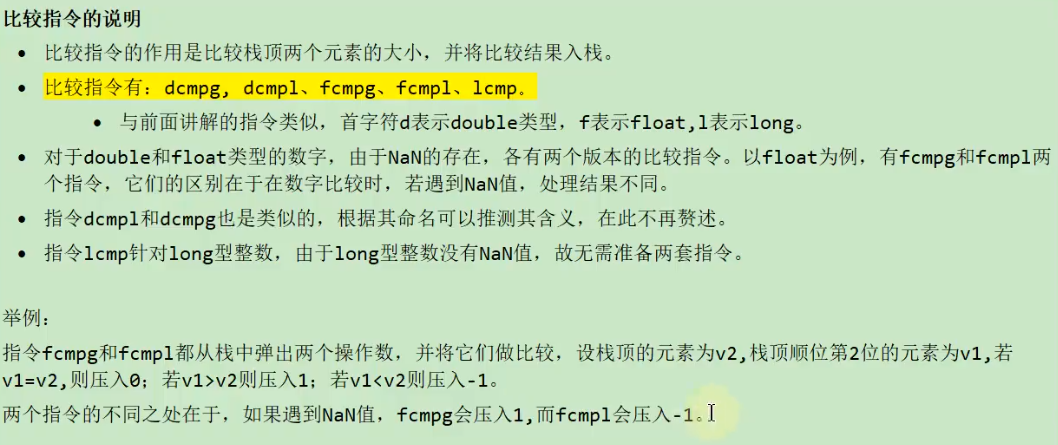 比较指令的说明
• 比较指令的作用是比较栈顶两个元素的大小，并将比较结果入栈。
• 比较指令有：dcmpg, dcmpl、fcmpg、fcmpl、lcmp。
• 与前面讲解的指令类似，首字符d表示double类型，f表示float,l表示long。
• 对于double和float类型的数字，由于NaN的存在，各有两个版本的比较指令。以float为例，有fcmpg和fcmpl两
个指令，它们的区别在于在数字比较时，若遇到NaN值，处理结果不同。
• 指令dcmpl和dcmpg也是类似的，根据其命名可以推测其含义，在此不再赘述。
• 指令lcmp针对long型整数，由于long型整数没有NaN值，故无需准备两套指令。
举例：
指令fcmpg和fcmpl都从栈中弹出两个操作数，并将它们做比较，设栈顶的元素为v2,栈顶顺位第2位的元素为v1,若
v1=v2,则压入0；若v1>v2则压入1；若v1<v2则压入-1。
两个指令的不同之处在于，如果遇到NaN值，fcmpg会压入1,而fcmpl会压入-1。